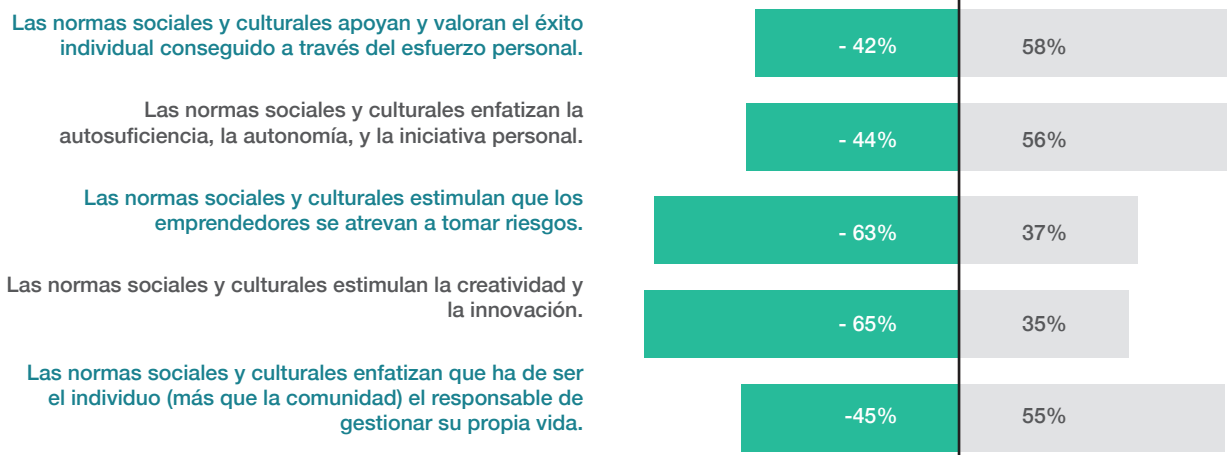 Las normas sociales y culturales apoyan y valoran el éxito
individual conseguido a través del esfuerzo personal.
- 42%
58%
Las normas sociales y culturales enfatizan la
autosuficiencia, la autonomía, y la iniciativa personal.
- 44%
56%
Las normas sociales y culturales estimulan que los
emprendedores se atrevan a tomar riesgos.
- 63%
37%
Las normas sociales y culturales estimulan la creatividad y
la innovación.
- 65%
35%
Las normas sociales y culturales enfatizan que ha de ser
el individuo (más que la comunidad) el responsable de
gestionar su propia vida.
-45%
55%